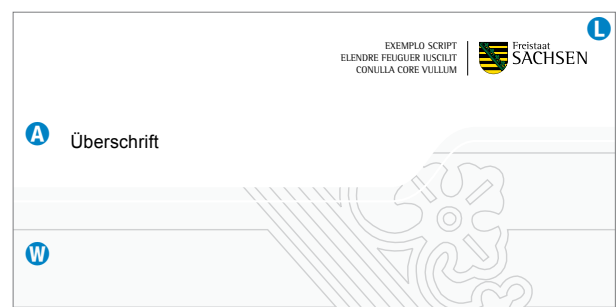 L
EXEMPLO SCRIPT
ELENDRE FEUGUER IUSCILIT
CONULLA CORE VULLUM
Freistaat
SACHSEN
A
Überschrift
W